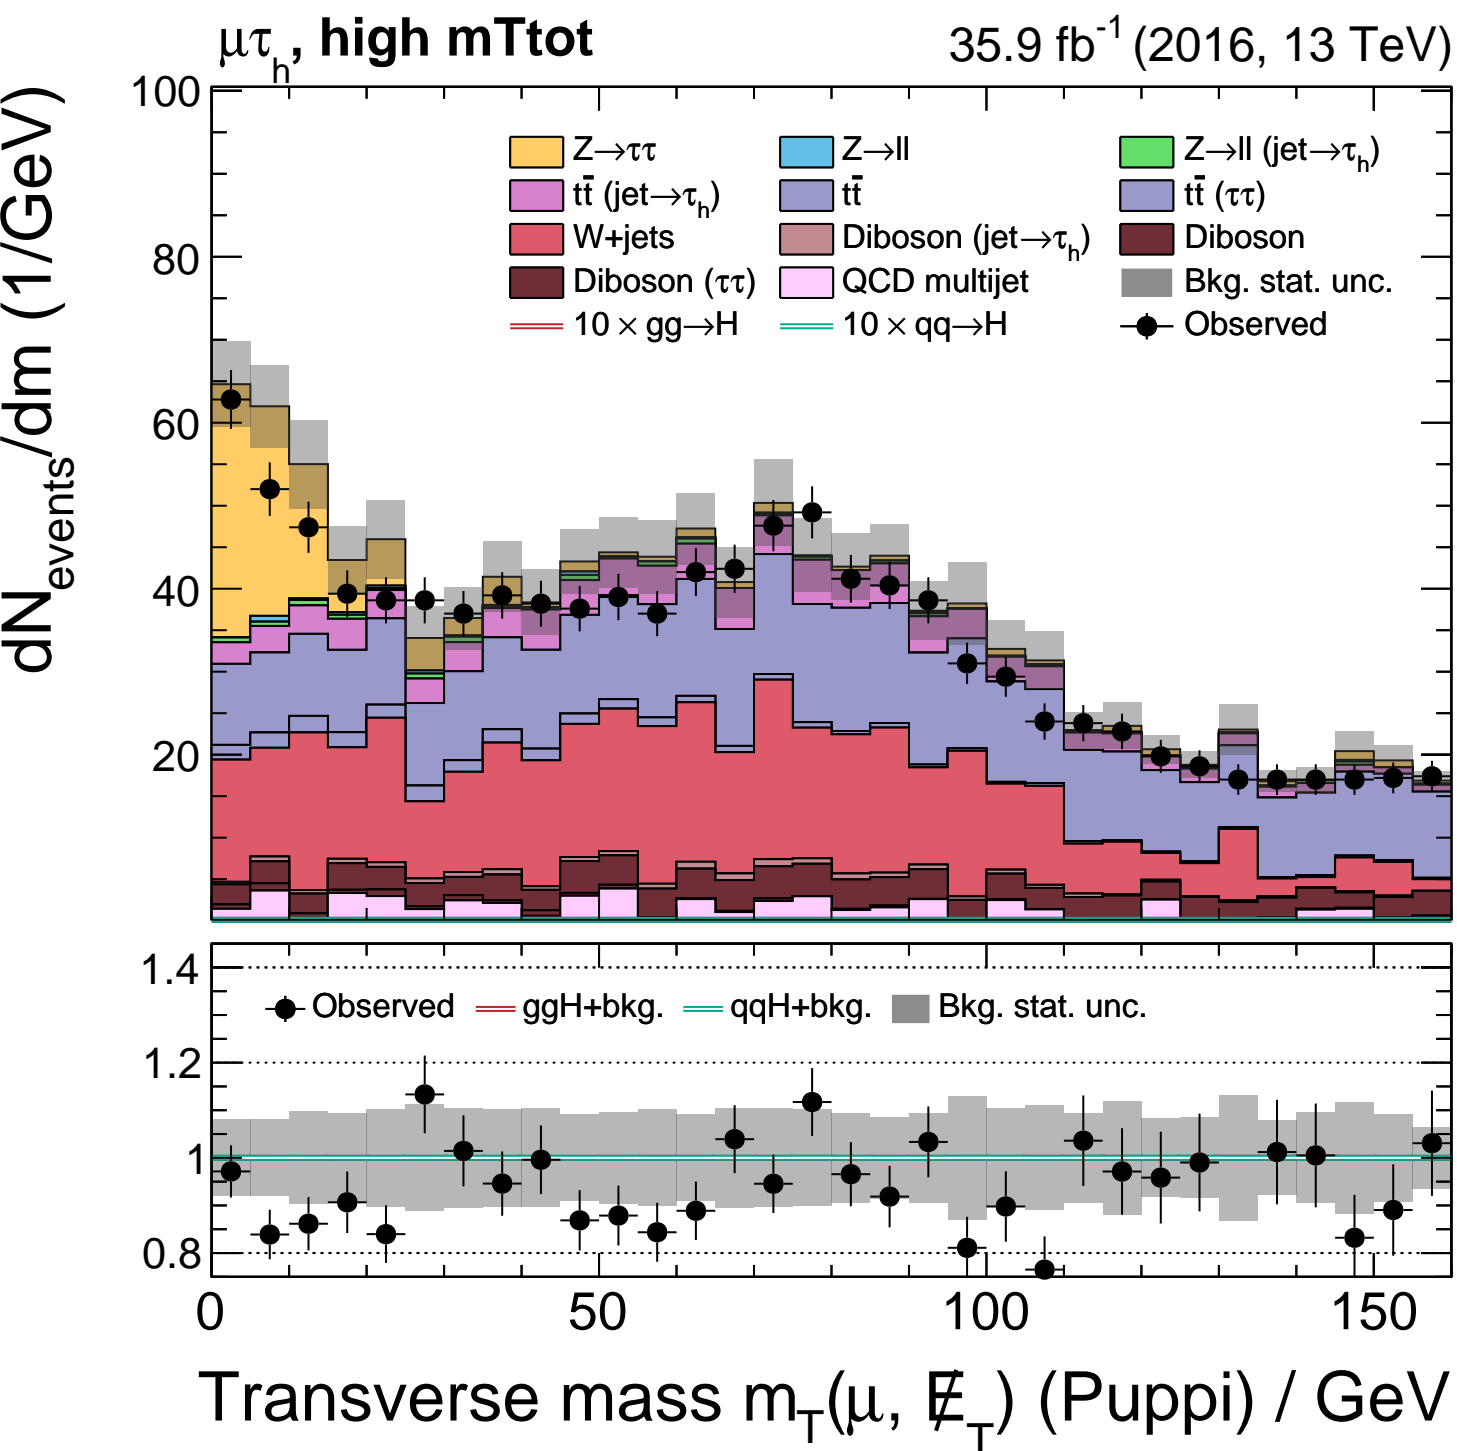 μτh, high mTtot 35.9 fb-1 (2016, 13 TeV)
dNevents/dm (1/GeV)
100
80
60
40
20
Z→ττ Z→ll Z→ll (jet→τh)
tt̄ (jet→τh) tt̄ tt̄ (ττ)
W+jets Diboson (jet→τh) Diboson
Diboson (ττ) QCD multijet Bkg. stat. unc.
10 × gg→H 10 × qq→H Observed
1.4
1.2
1
0.8
Observed ggH+bkg. qqH+bkg. Bkg. stat. unc.
0 50 100 150
Transverse mass mT(μ, E̸T) (Puppi) / GeV